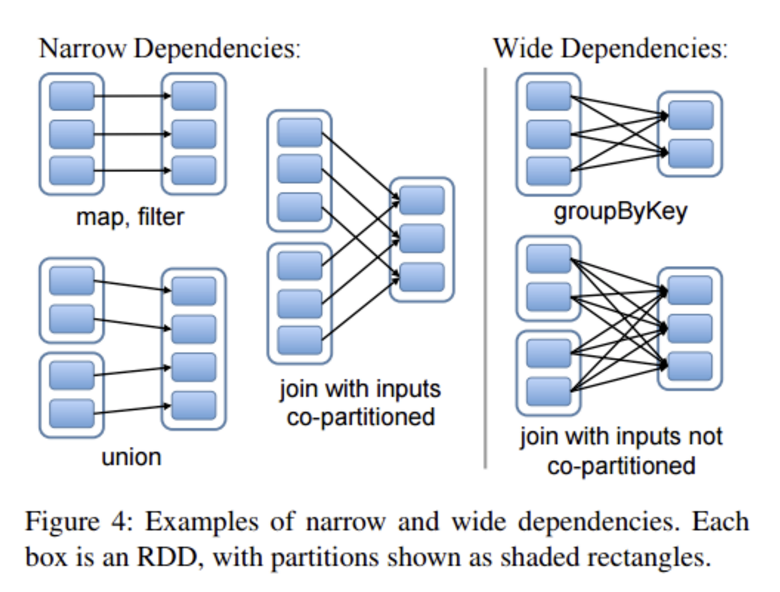 Narrow Dependencies:
Wide Dependencies:
map, filter
groupByKey
join with inputs
co-partitioned
union
join with inputs not
co-partitioned
Figure 4: Examples of narrow and wide dependencies. Each
box is an RDD, with partitions shown as shaded rectangles.